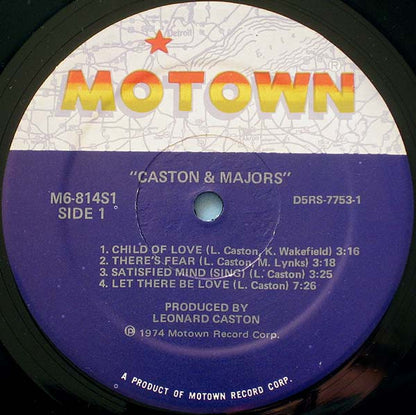 Detroit
MOTOWN®
"CASTON & MAJORS"
M6-814S1
SIDE 1
D5RS-7753-1
1. CHILD OF LOVE (L. Caston, K. Wakefield) 3:16
2. THERE'S FEAR (L. Caston, M. Lynks) 3:18
3. SATISFIED MIND (SING) (L. Caston) 3:25
4. LET THERE BE LOVE (L. Caston) 7:26
PRODUCED BY
LEONARD CASTON
℗ 1974 Motown Record Corp.
A PRODUCT OF MOTOWN RECORD CORP.